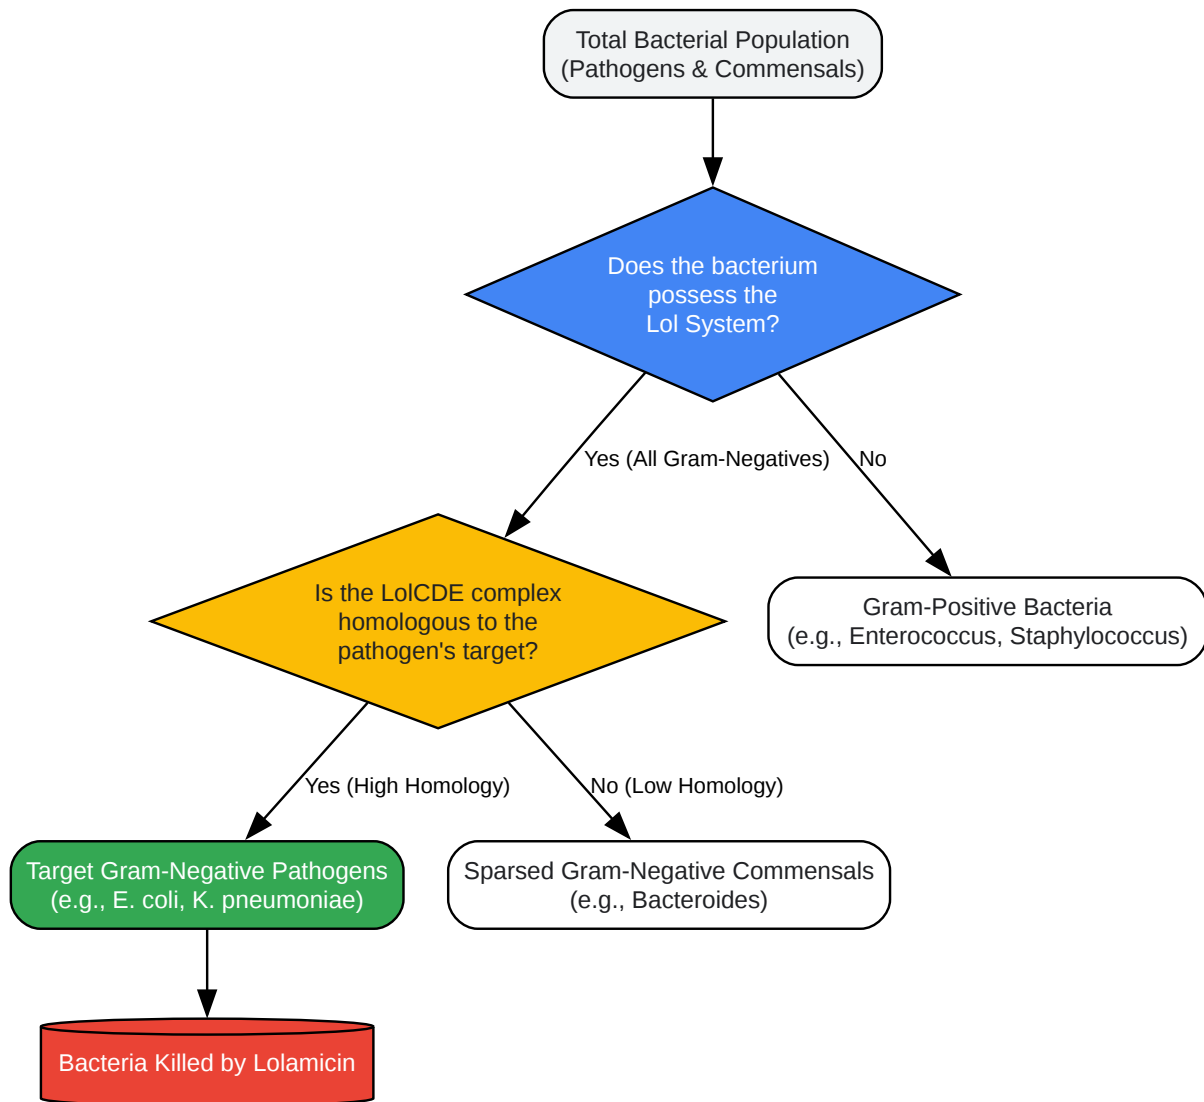 Total Bacterial Population
(Pathogens & Commensals)
Does the bacterium
possess the
Lol System?
Yes (All Gram-Negatives)
No
Is the LolCDE complex
homologous to the
pathogen's target?
Gram-Positive Bacteria
(e.g., Enterococcus, Staphylococcus)
Yes (High Homology)
No (Low Homology)
Target Gram-Negative Pathogens
(e.g., E. coli, K. pneumoniae)
Sparsed Gram-Negative Commensals
(e.g., Bacteroides)
Bacteria Killed by Lolamicin